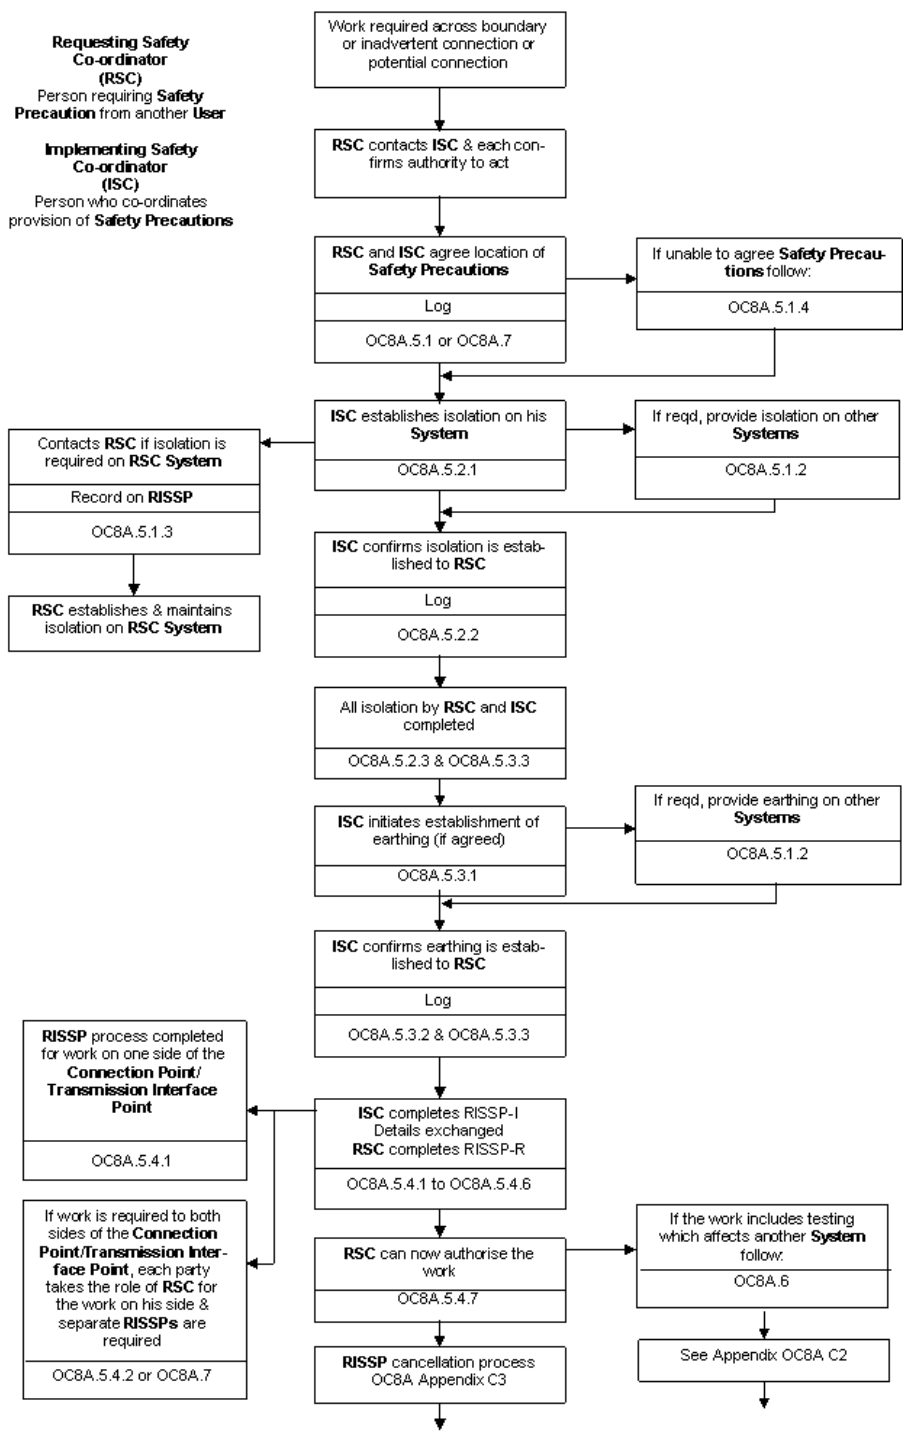 Requesting Safety
Co-ordinator
(RSC)
Person requiring Safety
Precaution from another User
Implementing Safety
Co-ordinator
(ISC)
Person who co-ordinates
provision of Safety Precautions
Work required across boundary
or inadvertent connection or
potential connection
RSC contacts ISC & each con-
firms authority to act
RSC and ISC agree location of
Safety Precautions
Log
OC8A.5.1 or OC8A.7
If unable to agree Safety Precau-
tions follow:
OC8A.5.1.4
ISC establishes isolation on his
System
OC8A.5.2.1
If reqd, provide isolation on other
Systems
OC8A.5.1.2
Contacts RSC if isolation is
required on RSC System
Record on RISSP
OC8A.5.1.3
RSC establishes & maintains
isolation on RSC System
ISC confirms isolation is estab-
lished to RSC
Log
OC8A.5.2.2
All isolation by RSC and ISC
completed
OC8A.5.2.3 & OC8A.5.3.3
ISC initiates establishment of
earthing (if agreed)
OC8A.5.3.1
If reqd, provide earthing on other
Systems
OC8A.5.1.2
ISC confirms earthing is estab-
lished to RSC
Log
OC8A.5.3.2 & OC8A.5.3.3
RISSP process completed
for work on one side of the
Connection Point/
Transmission Interface
Point
OC8A.5.4.1
ISC completes RISSP-I
Details exchanged
RSC completes RISSP-R
OC8A.5.4.1 to OC8A.5.4.6
If work is required to both
sides of the Connection
Point/Transmission Inter-
face Point, each party
takes the role of RSC for
the work on his side &
separate RISSPs are
required
OC8A.5.4.2 or OC8A.7
RSC can now authorise the
work
OC8A.5.4.7
If the work includes testing
which affects another System
follow:
OC8A.6
See Appendix OC8A C2
RISSP cancellation process
OC8A Appendix C3